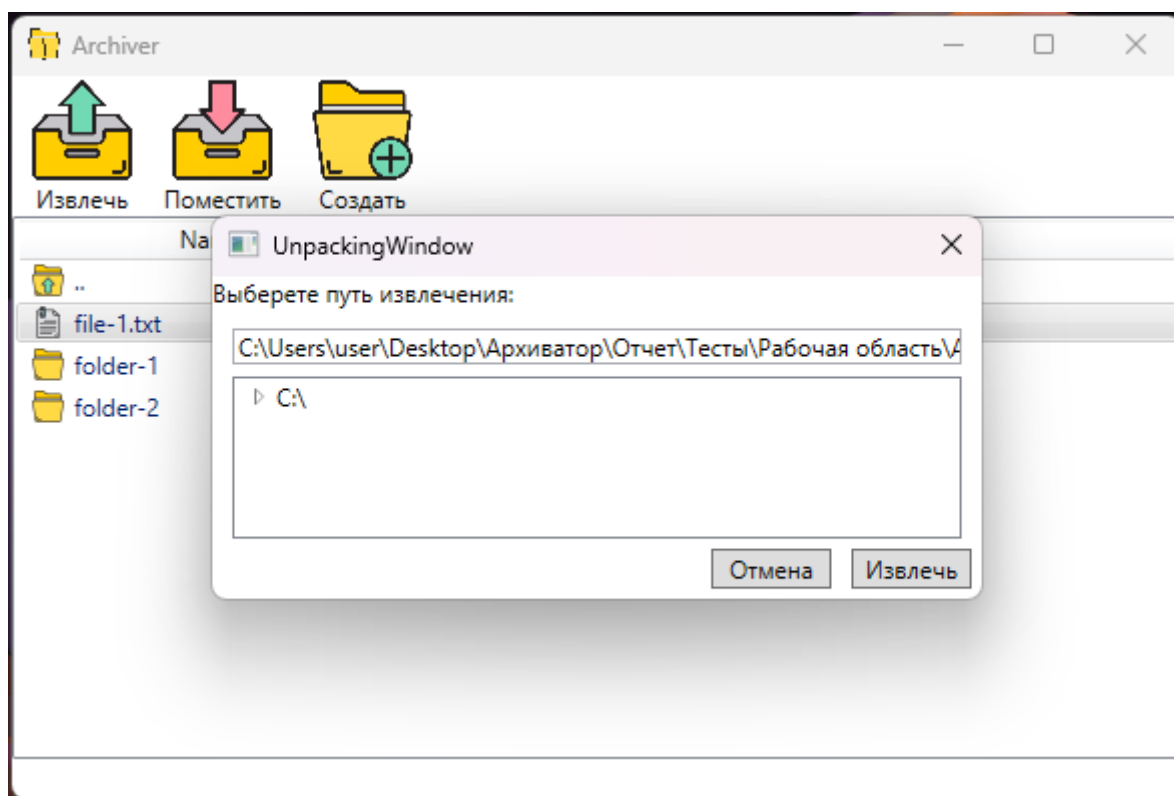 Archiver
Извлечь Поместить Создать
UnpackingWindow
..
Выберете путь извлечения:
file-1.txt
C:\Users\user\Desktop\Архиватор\Отчет\Тесты\Рабочая область\
folder-1
C:\
folder-2
Отмена Извлечь